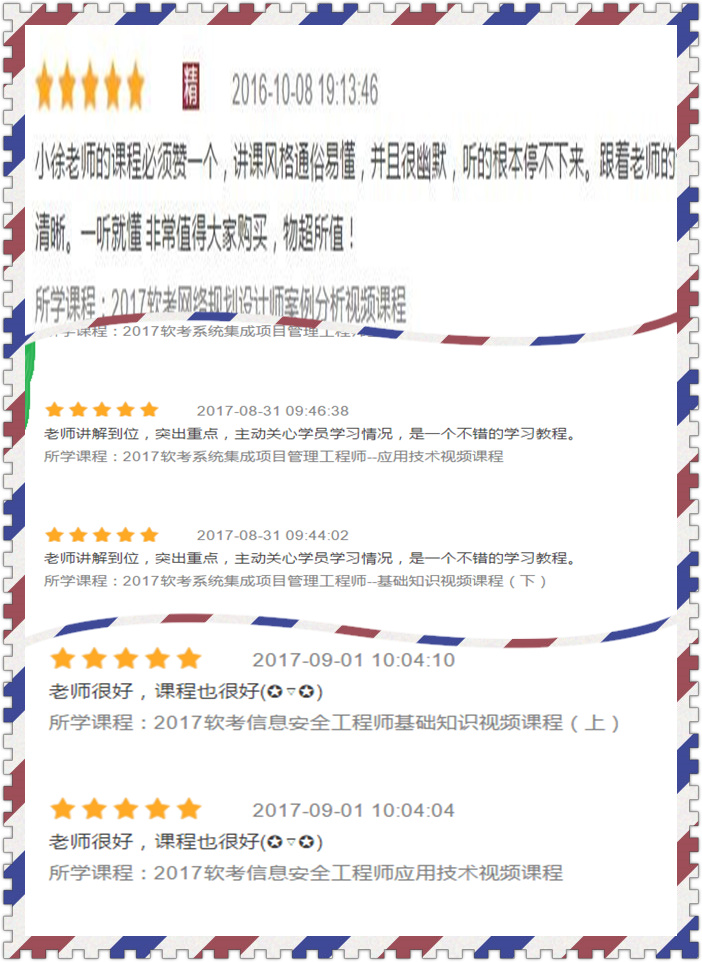 精 2016-10-08 19:13:46
小徐老师的课程必须赞一个，讲课风格通俗易懂，并且很幽默，听的根本停不下来。跟着老师的
清晰。一听就懂 非常值得大家购买，物超所值！
所学课程：2017软考网络规划设计师案例分析视频课程
所学课程：2017软考系统集成项目管理工程
2017-08-31 09:46:38
老师讲解到位，突出重点，主动关心学员学习情况，是一个不错的学习教程。
所学课程：2017软考系统集成项目管理工程师--应用技术视频课程
2017-08-31 09:44:02
老师讲解到位，突出重点，主动关心学员学习情况，是一个不错的学习教程。
所学课程：2017软考系统集成项目管理工程师--基础知识视频课程（下）
2017-09-01 10:04:10
老师很好，课程也很好(✪▽✪)
所学课程：2017软考信息安全工程师基础知识视频课程（上）
2017-09-01 10:04:04
老师很好，课程也很好(✪▽✪)
所学课程：2017软考信息安全工程师应用技术视频课程